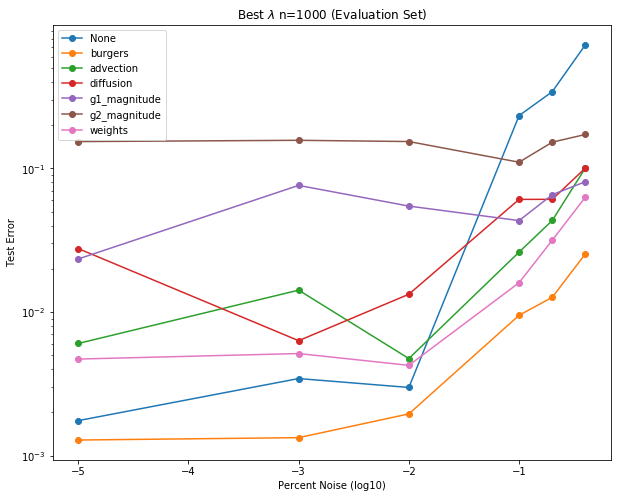 Best λ n=1000 (Evaluation Set)
None
burgers
advection
diffusion
g1_magnitude
g2_magnitude
weights
Test Error
10⁻¹
10⁻²
10⁻³
−5
−4
−3
−2
−1
Percent Noise (log10)